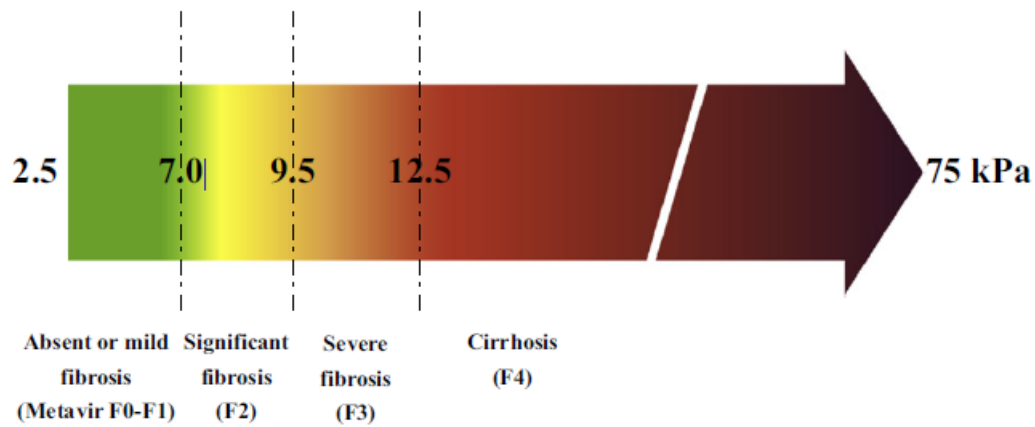 2.5 7.0 9.5 12.5 75 kPa
Absent or mild Significant Severe Cirrhosis
fibrosis fibrosis fibrosis (F4)
(Metavir F0-F1) (F2) (F3)